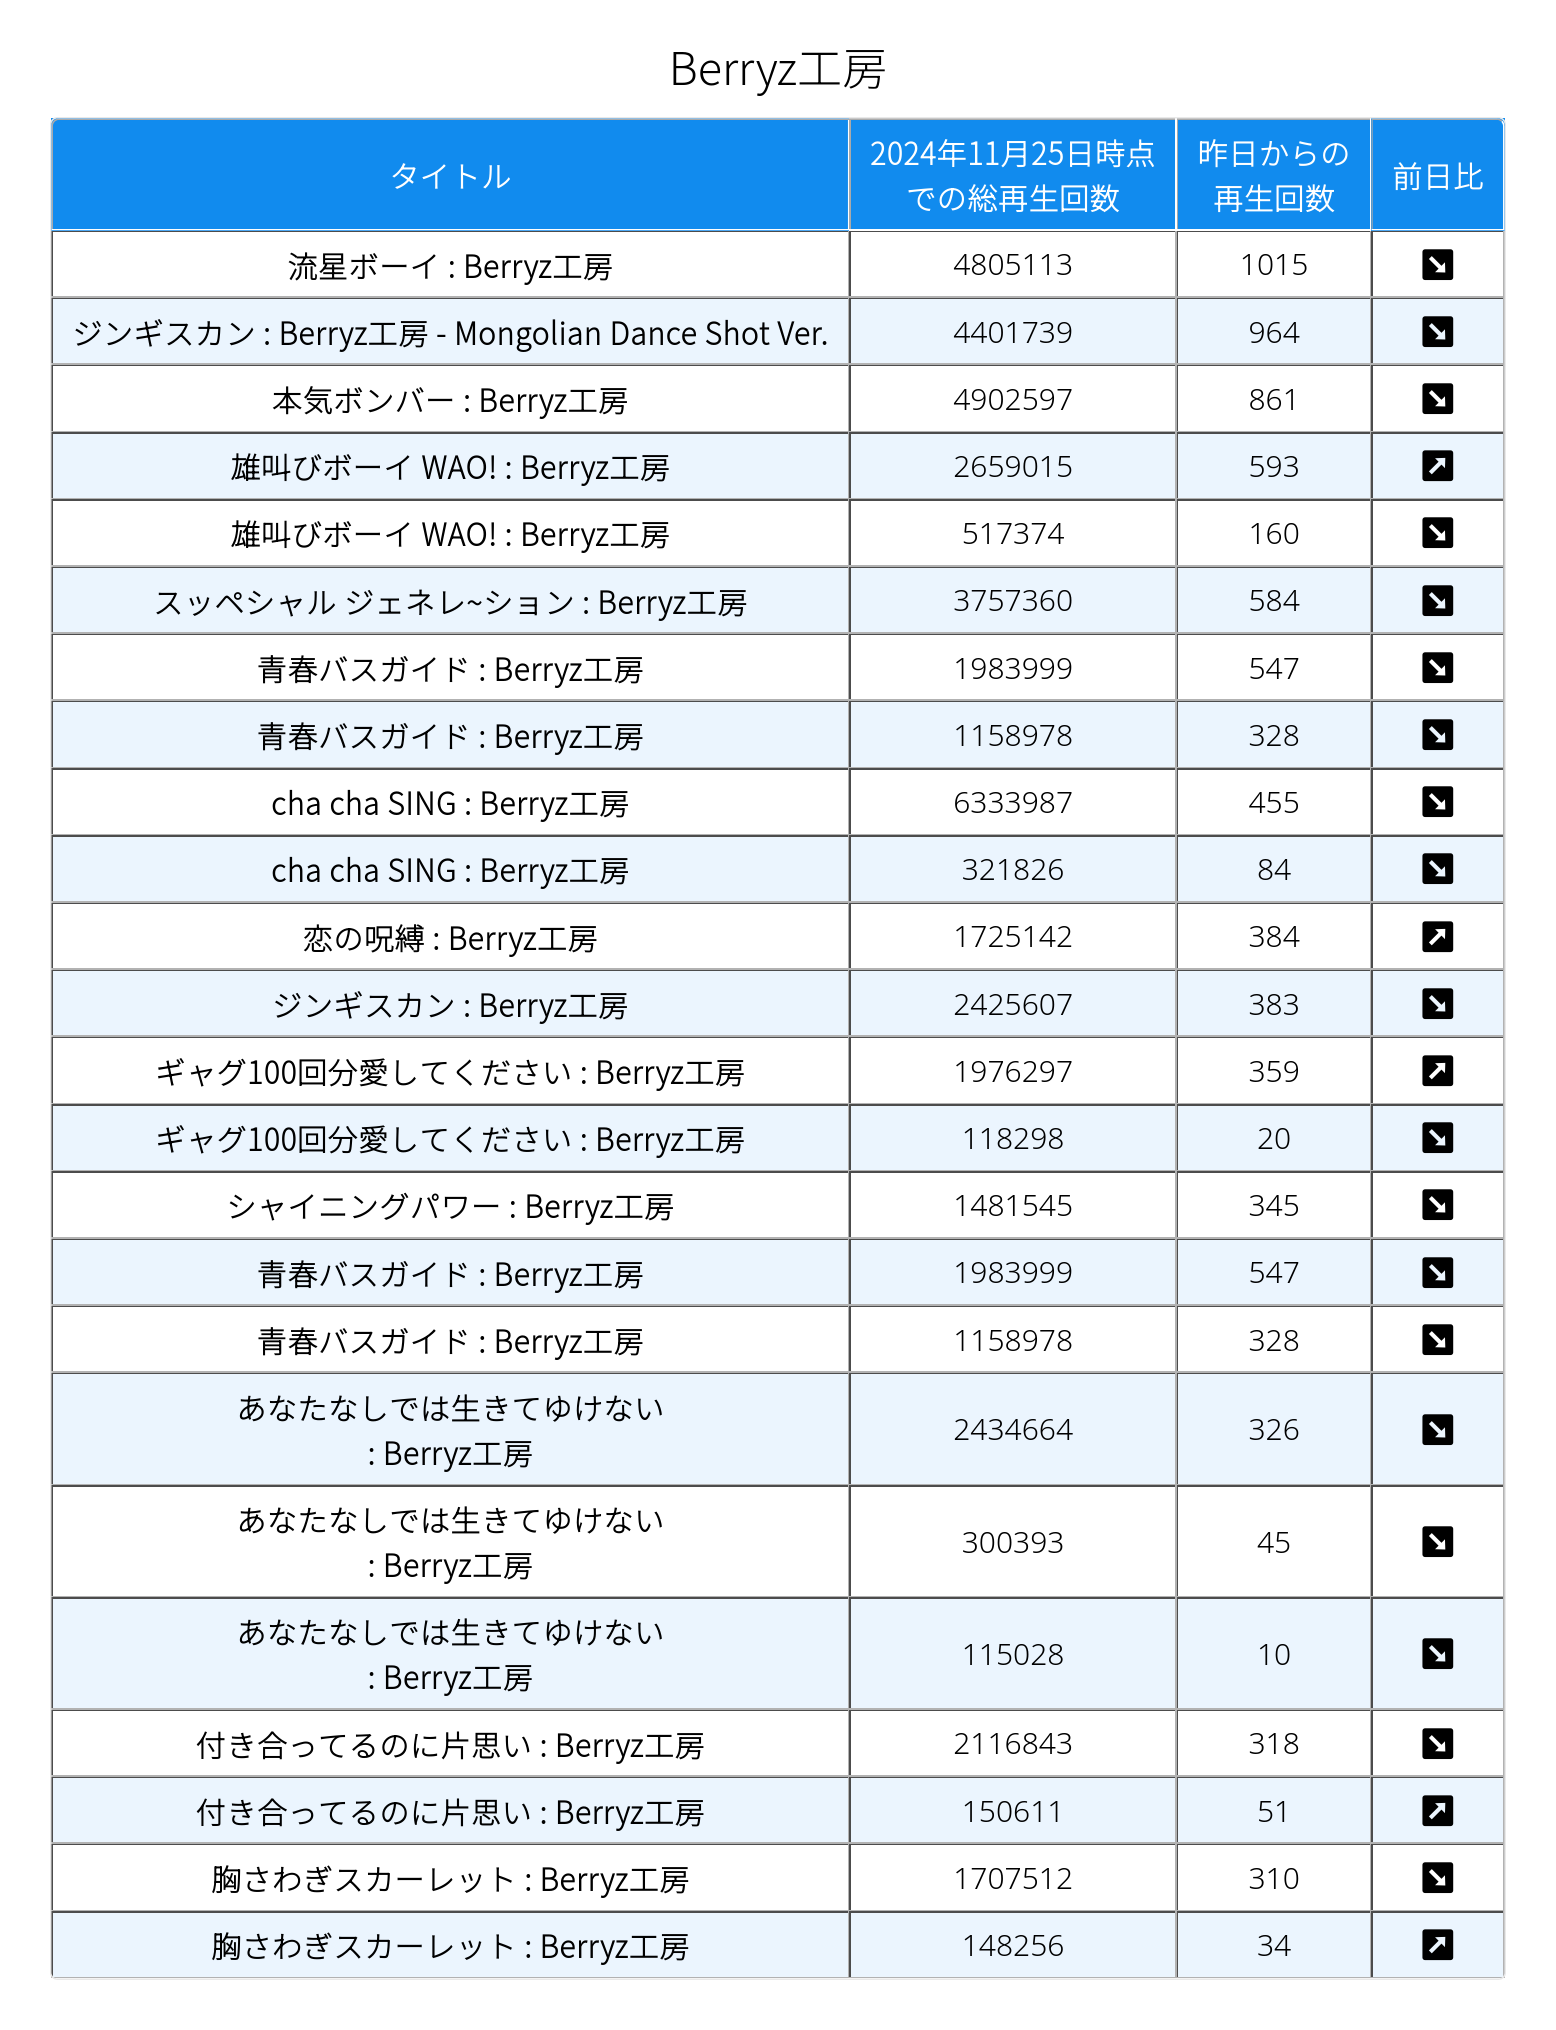 Berryz工房
タイトル
2024年11月25日時点
での総再生回数
昨日からの
再生回数
前日比
流星ボーイ : Berryz工房 4805113 1015 ↘
ジンギスカン : Berryz工房 - Mongolian Dance Shot Ver. 4401739 964 ↘
本気ボンバー : Berryz工房 4902597 861 ↘
雄叫びボーイ WAO! : Berryz工房 2659015 593 ↗
雄叫びボーイ WAO! : Berryz工房 517374 160 ↘
スッペシャル ジェネレ~ション : Berryz工房 3757360 584 ↘
青春バスガイド : Berryz工房 1983999 547 ↘
青春バスガイド : Berryz工房 1158978 328 ↘
cha cha SING : Berryz工房 6333987 455 ↘
cha cha SING : Berryz工房 321826 84 ↘
恋の呪縛 : Berryz工房 1725142 384 ↗
ジンギスカン : Berryz工房 2425607 383 ↘
ギャグ100回分愛してください : Berryz工房 1976297 359 ↗
ギャグ100回分愛してください : Berryz工房 118298 20 ↘
シャイニングパワー : Berryz工房 1481545 345 ↘
青春バスガイド : Berryz工房 1983999 547 ↘
青春バスガイド : Berryz工房 1158978 328 ↘
あなたなしでは生きてゆけない
: Berryz工房 2434664 326 ↘
あなたなしでは生きてゆけない
: Berryz工房 300393 45 ↘
あなたなしでは生きてゆけない
: Berryz工房 115028 10 ↘
付き合ってるのに片思い : Berryz工房 2116843 318 ↘
付き合ってるのに片思い : Berryz工房 150611 51 ↗
胸さわぎスカーレット : Berryz工房 1707512 310 ↘
胸さわぎスカーレット : Berryz工房 148256 34 ↗